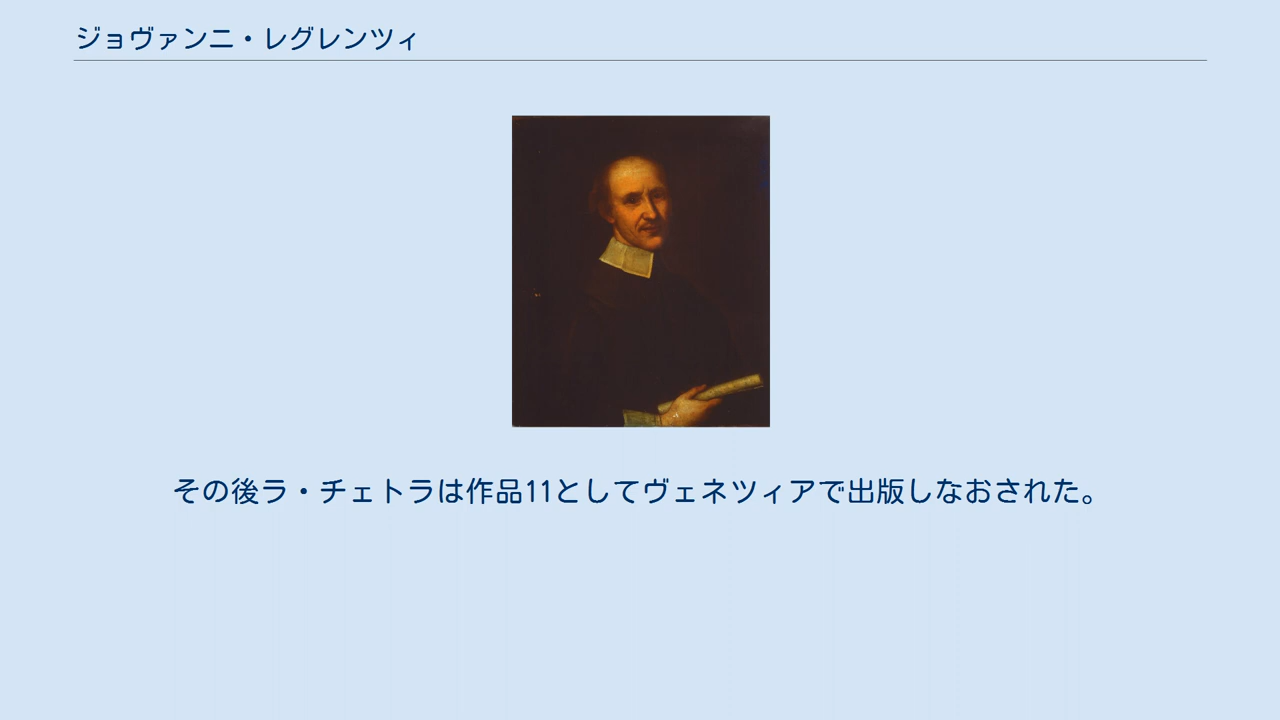 ジョヴァンニ・レグレンツィ
その後ラ・チェトラは作品11としてヴェネツィアで出版しなおされた。